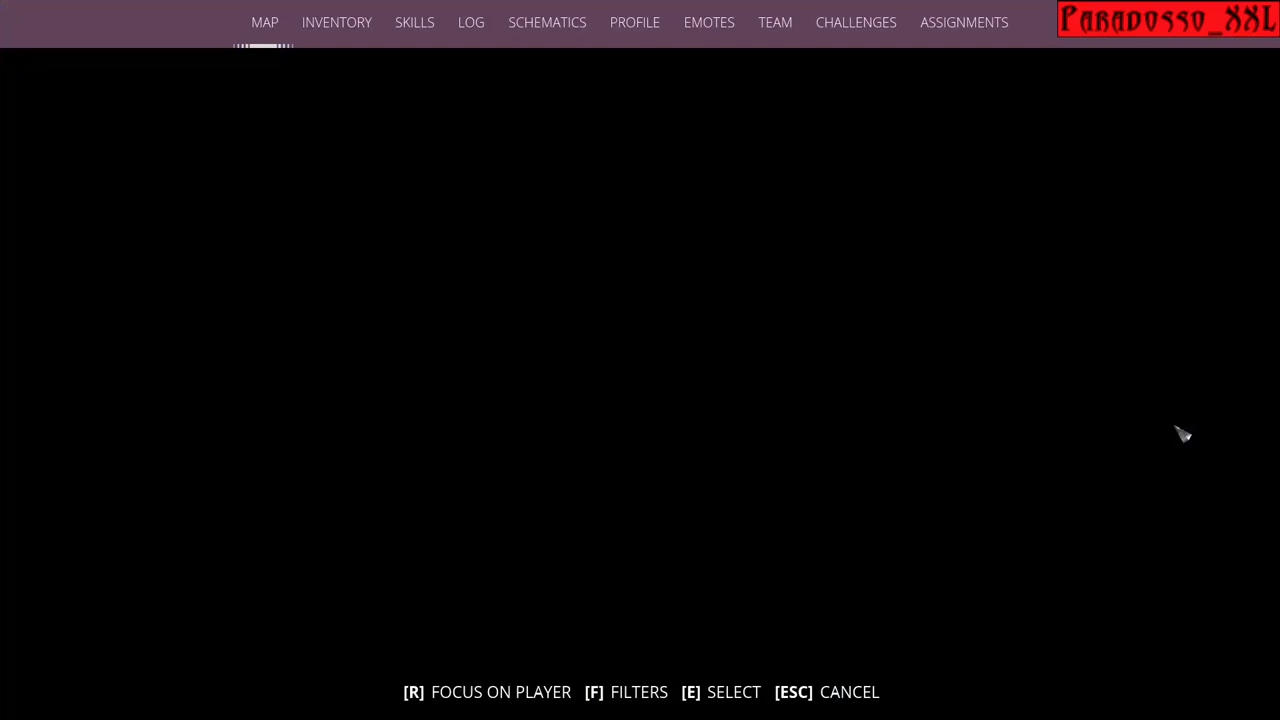 MAP INVENTORY SKILLS LOG SCHEMATICS PROFILE EMOTES TEAM CHALLENGES ASSIGNMENTS Paradosso_XXL
[R] FOCUS ON PLAYER [F] FILTERS [E] SELECT [ESC] CANCEL